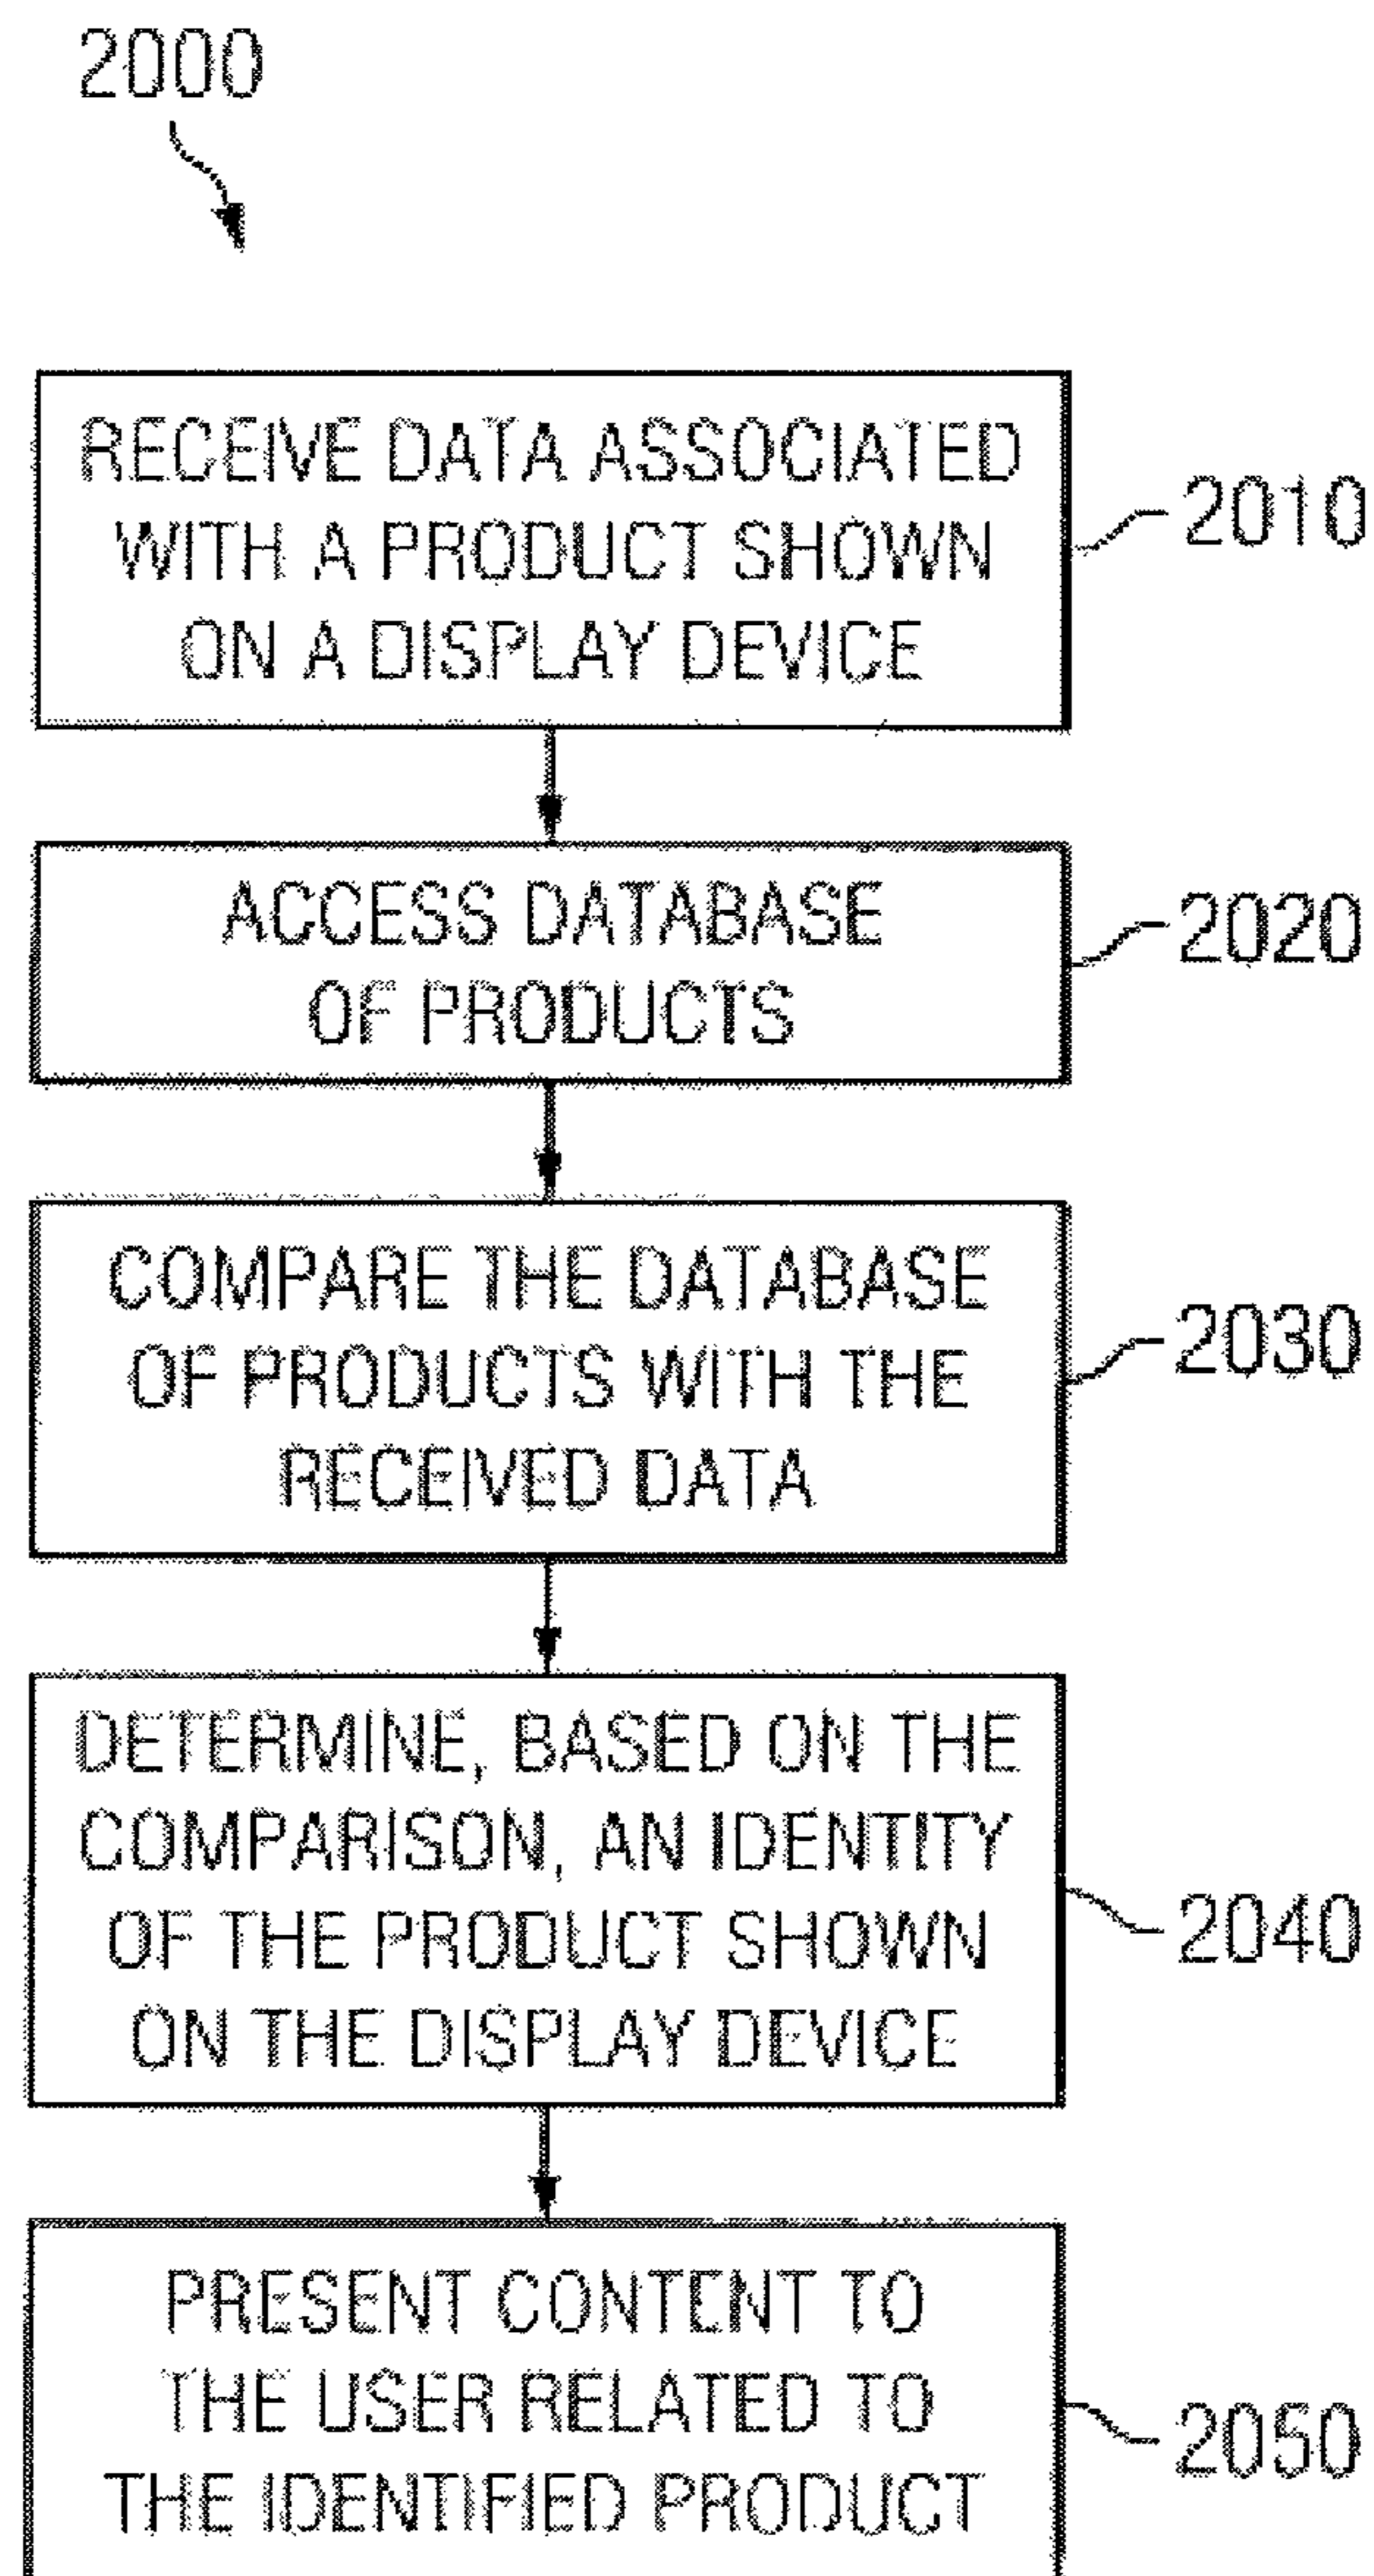 2000
RECEIVE DATA ASSOCIATED
WITH A PRODUCT SHOWN
ON A DISPLAY DEVICE
2010
ACCESS DATABASE
OF PRODUCTS
2020
COMPARE THE DATABASE
OF PRODUCTS WITH THE
RECEIVED DATA
2030
DETERMINE, BASED ON THE
COMPARISON, AN IDENTITY
OF THE PRODUCT SHOWN
ON THE DISPLAY DEVICE
2040
PRESENT CONTENT TO
THE USER RELATED TO
THE IDENTIFIED PRODUCT
2050